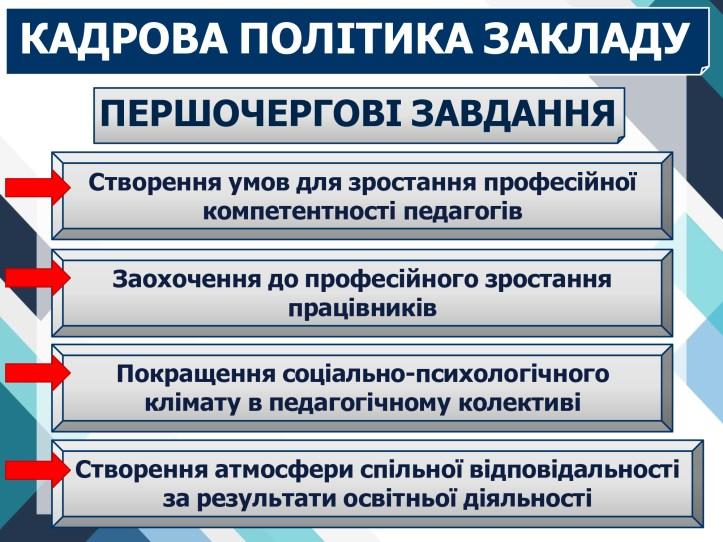 КАДРОВА ПОЛІТИКА ЗАКЛАДУ
ПЕРШОЧЕРГОВІ ЗАВДАННЯ
Створення умов для зростання професійної
компетентності педагогів
Заохочення до професійного зростання
працівників
Покращення соціально-психологічного
клімату в педагогічному колективі
Створення атмосфери спільної відповідальності
за результати освітньої діяльності